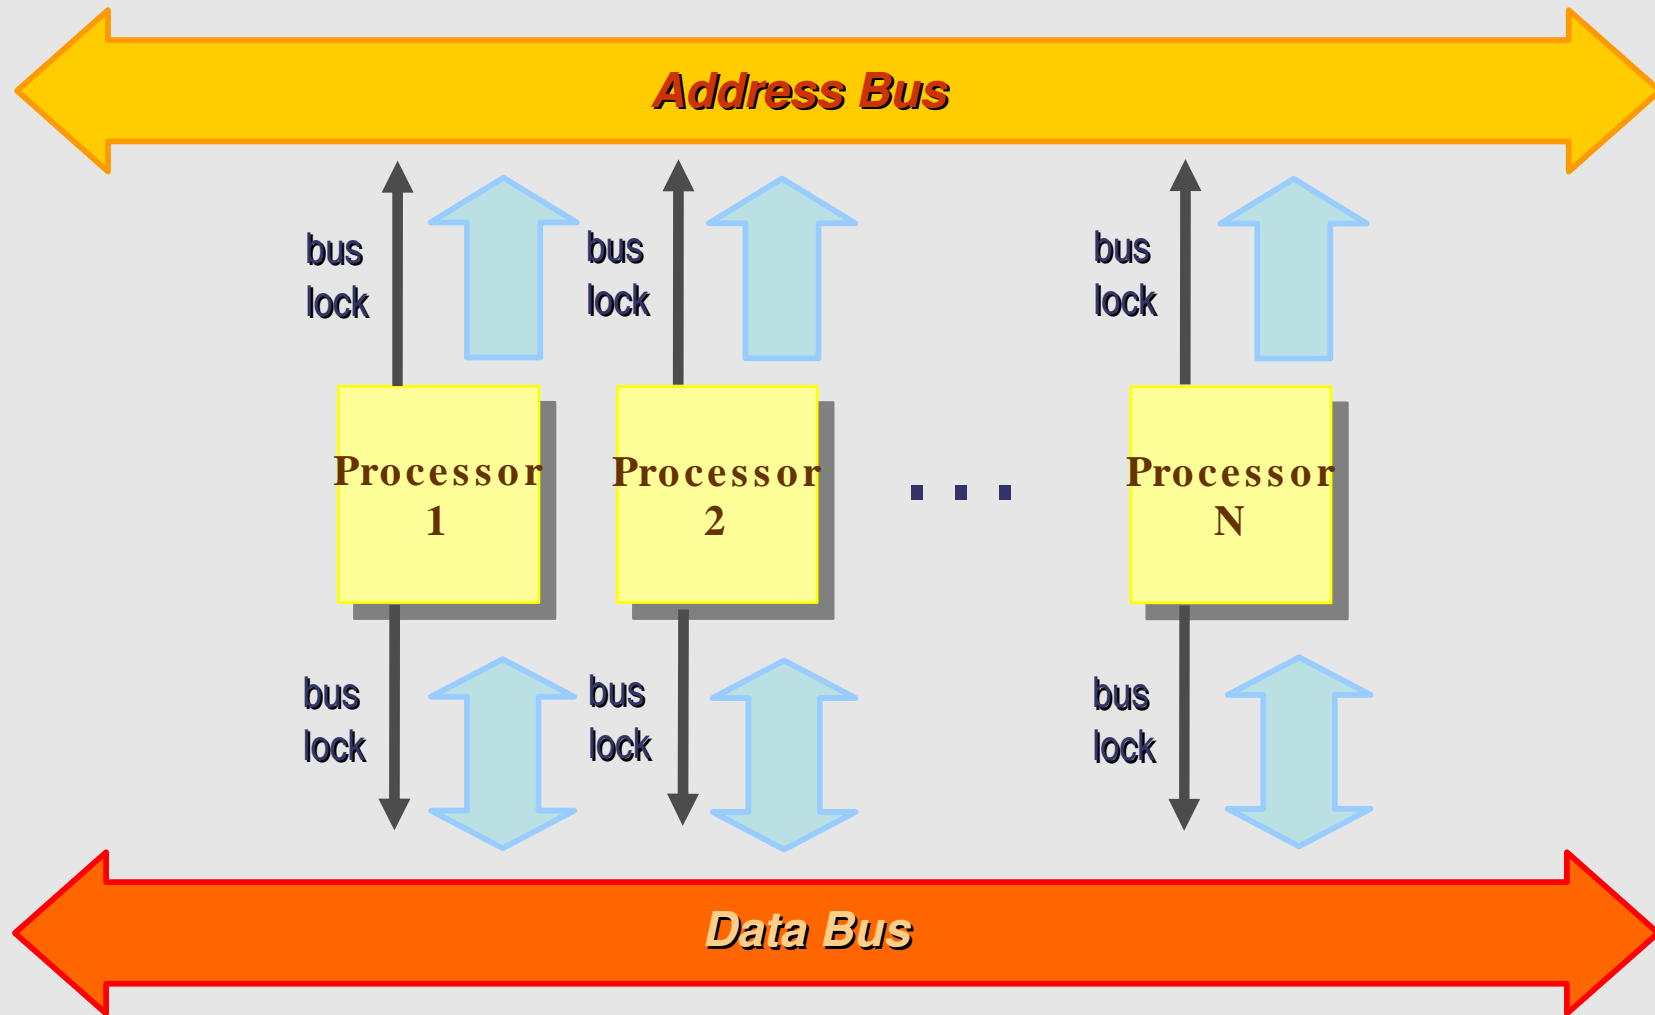 Address Bus
bus
lock
bus
lock
bus
lock
Processor
1
Processor
2
. . .
Processor
N
bus
lock
bus
lock
bus
lock
Data Bus